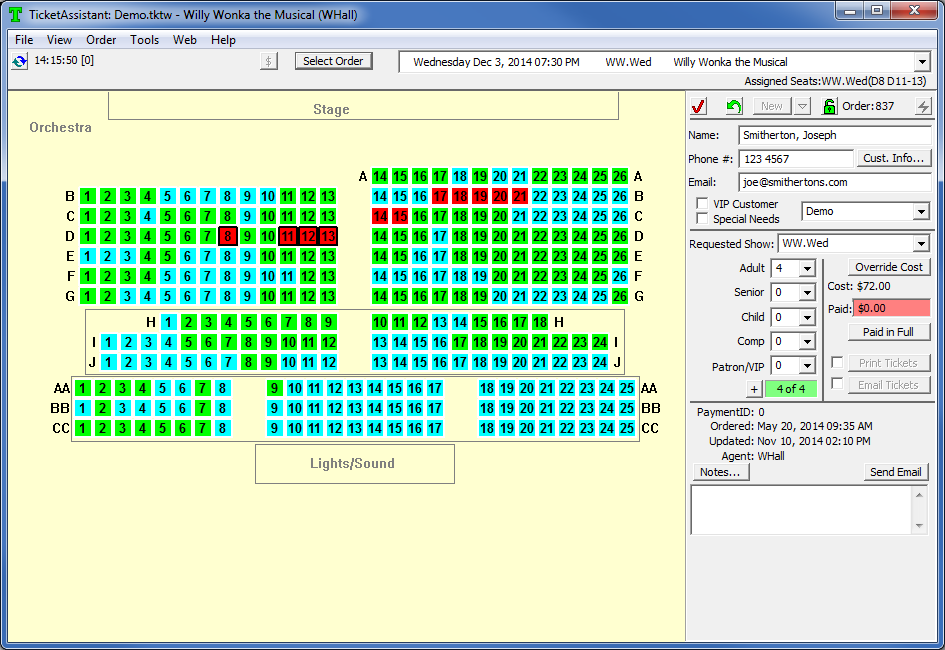 TicketAssistant: Demo.tktw - Willy Wonka the Musical (WHall)
File View Order Tools Web Help
14:15:50 [0] $ Select Order Wednesday Dec 3, 2014 07:30 PM WW.Wed Willy Wonka the Musical
Assigned Seats:WW.Wed(D8 D11-13)
Stage
Orchestra
A 14 15 16 17 18 19 20 21 22 23 24 25 26 A
B 1 2 3 4 5 6 7 8 9 10 11 12 13 14 15 16 17 18 19 20 21 22 23 24 25 26 B
C 1 2 3 4 5 6 7 8 9 10 11 12 13 14 15 16 17 18 19 20 21 22 23 24 25 26 C
D 1 2 3 4 5 6 7 8 9 10 11 12 13 14 15 16 17 18 19 20 21 22 23 24 25 26 D
E 1 2 3 4 5 6 7 8 9 10 11 12 13 14 15 16 17 18 19 20 21 22 23 24 25 26 E
F 1 2 3 4 5 6 7 8 9 10 11 12 13 14 15 16 17 18 19 20 21 22 23 24 25 26 F
G 1 2 3 4 5 6 7 8 9 10 11 12 13 14 15 16 17 18 19 20 21 22 23 24 25 26 G
H 1 2 3 4 5 6 7 8 9 10 11 12 13 14 15 16 17 18 H
I 1 2 3 4 5 6 7 8 9 10 11 12 13 14 15 16 17 18 19 20 21 22 23 24 I
J 1 2 3 4 5 6 7 8 9 10 11 12 13 14 15 16 17 18 19 20 21 22 23 24 J
AA 1 2 3 4 5 6 7 8 9 10 11 12 13 14 15 16 17 18 19 20 21 22 23 24 25 AA
BB 1 2 3 4 5 6 7 8 9 10 11 12 13 14 15 16 17 18 19 20 21 22 23 24 25 BB
CC 1 2 3 4 5 6 7 8 9 10 11 12 13 14 15 16 17 18 19 20 21 22 23 24 25 CC
Lights/Sound
New Order:837
Name: Smitherton, Joseph
Phone #: 123 4567 Cust. Info...
Email: joe@smithertons.com
VIP Customer
Special Needs
Demo
Requested Show: WW.Wed
Adult 4 Override Cost
Cost: $72.00
Senior 0
Paid: $0.00
Child 0
Paid in Full
Comp 0
Print Tickets
Patron/VIP 0
Email Tickets
+ 4 of 4
PaymentID: 0
Ordered: May 20, 2014 09:35 AM
Updated: Nov 10, 2014 02:10 PM
Agent: WHall
Notes... Send Email